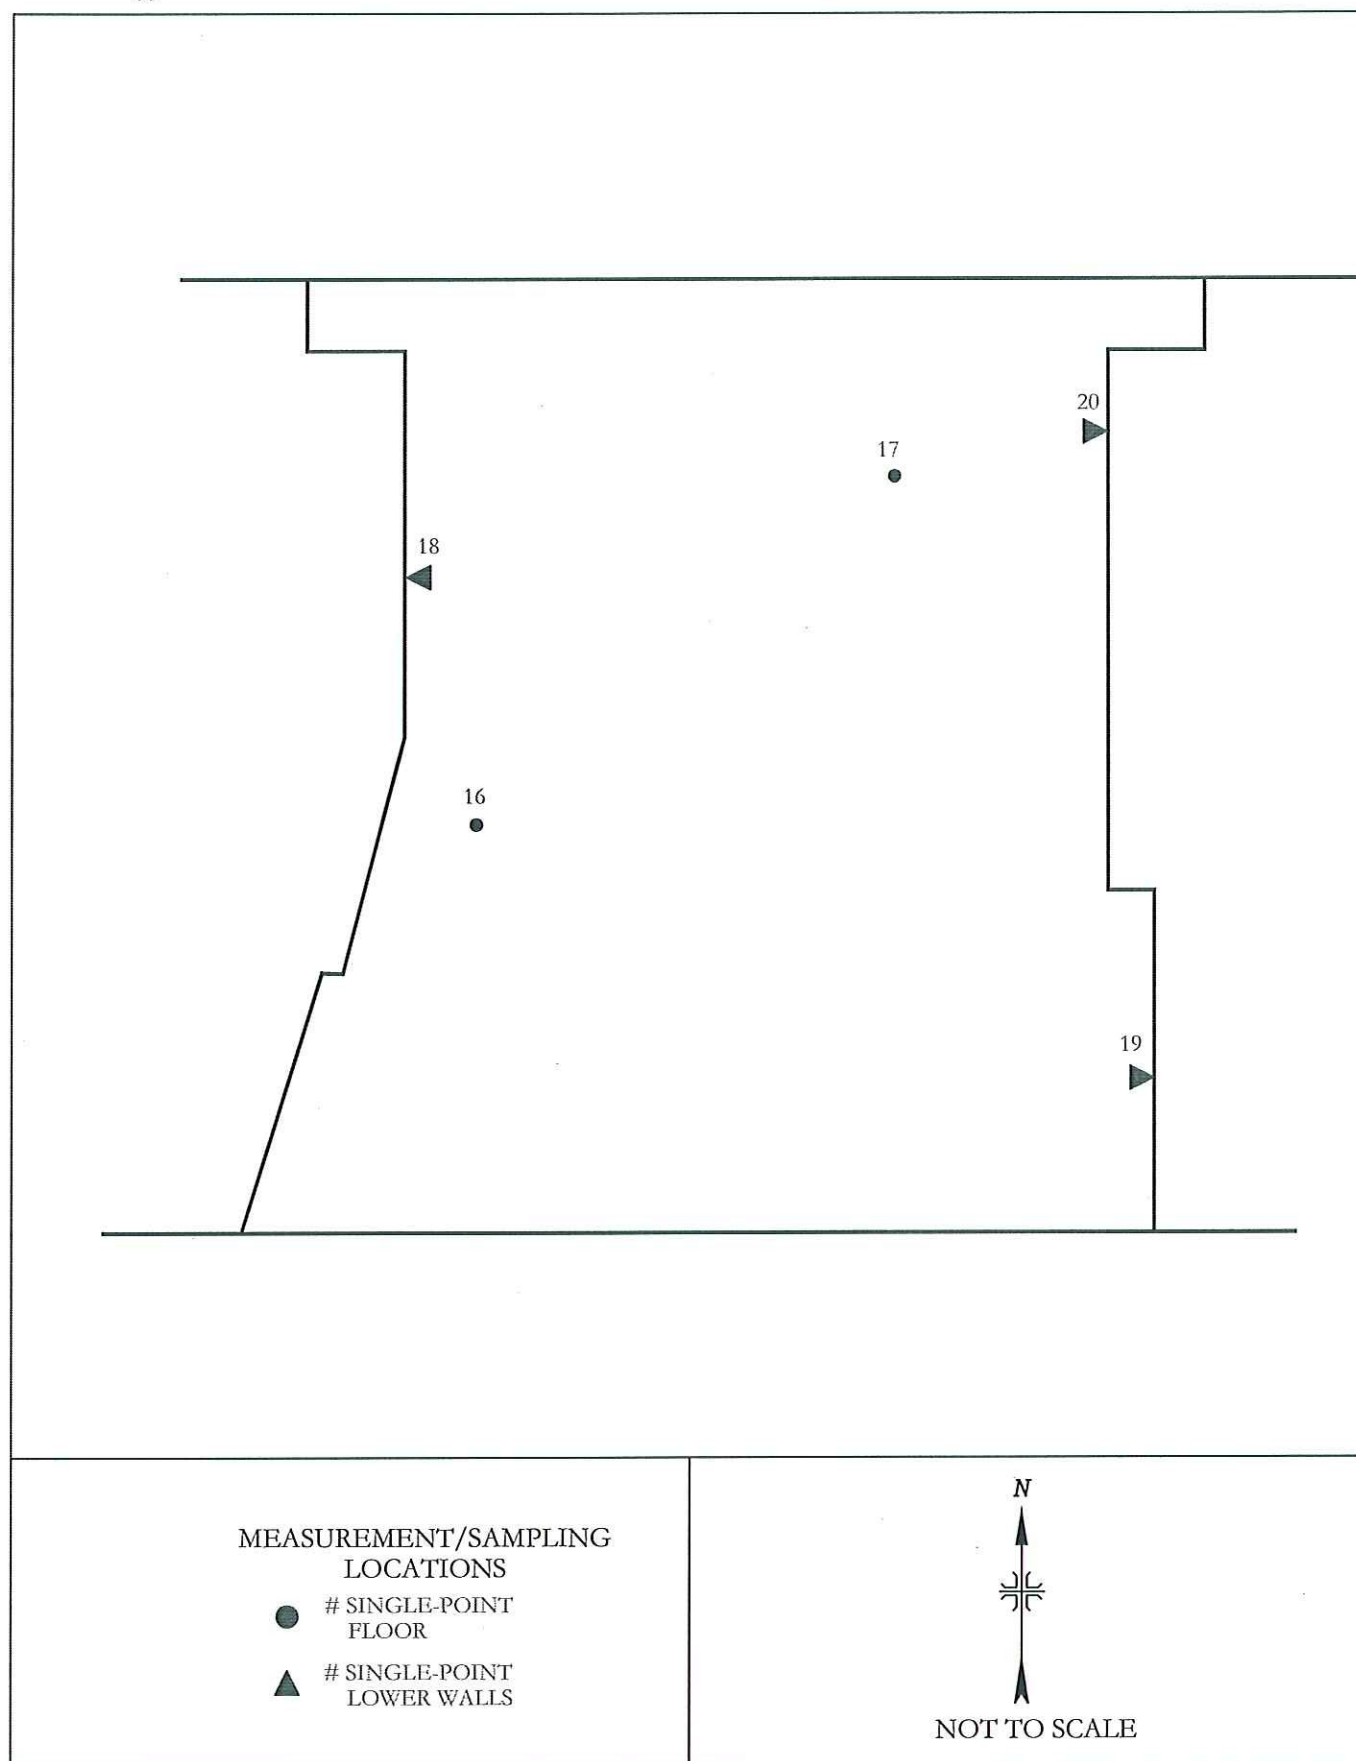 20
17
18
16
19
MEASUREMENT/SAMPLING
LOCATIONS
# SINGLE-POINT
FLOOR
# SINGLE-POINT
LOWER WALLS
N
NOT TO SCALE